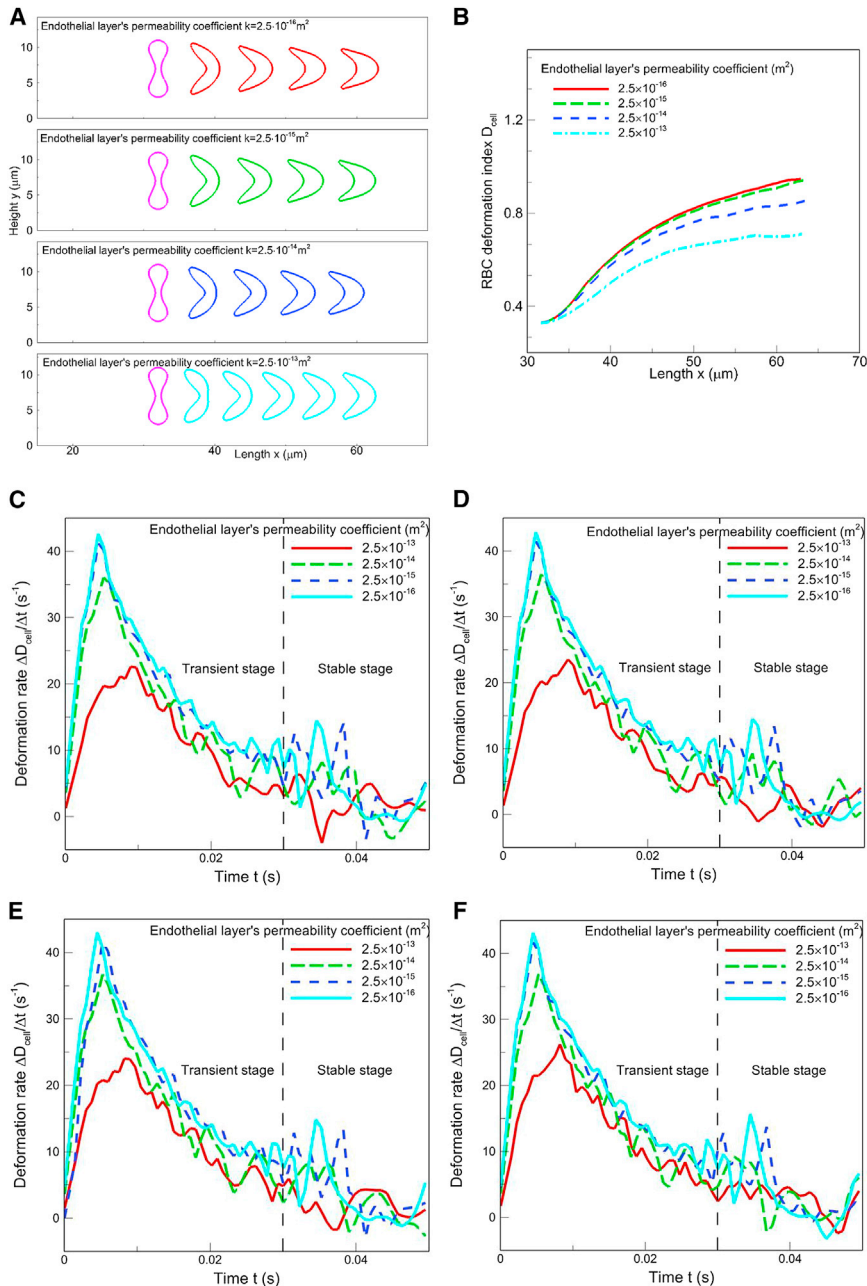 A
Endothelial layer's permeability coefficient k=2.5·10-16m2
10
5
0
Endothelial layer's permeability coefficient k=2.5·10-15m2
10
5
0
Height y (μm)
Endothelial layer's permeability coefficient k=2.5·10-14m2
10
5
0
Endothelial layer's permeability coefficient k=2.5·10-13m2
10
5
0
20
40
60
Length x (μm)
B
Endothelial layer's permeability coefficient (m2)
2.5×10-16
2.5×10-15
2.5×10-14
2.5×10-13
1.2
0.8
0.4
RBC deformation index Dcell
30
40
50
60
70
Length x (μm)
C
Endothelial layer's permeability coefficient (m2)
2.5×10-13
2.5×10-14
2.5×10-15
2.5×10-16
40
30
20
10
0
Deformation rate ΔDcell/Δt (s-1)
Transient stage
Stable stage
0
0.02
0.04
Time t (s)
D
Endothelial layer's permeability coefficient (m2)
2.5×10-13
2.5×10-14
2.5×10-15
2.5×10-16
40
30
20
10
0
Deformation rate ΔDcell/Δt (s-1)
Transient stage
Stable stage
0
0.02
0.04
Time t (s)
E
Endothelial layer's permeability coefficient (m2)
2.5×10-13
2.5×10-14
2.5×10-15
2.5×10-16
40
30
20
10
0
Deformation rate ΔDcell/Δt (s-1)
Transient stage
Stable stage
0
0.02
0.04
Time t (s)
F
Endothelial layer's permeability coefficient (m2)
2.5×10-13
2.5×10-14
2.5×10-15
2.5×10-16
40
30
20
10
0
Deformation rate ΔDcell/Δt (s-1)
Transient stage
Stable stage
0
0.02
0.04
Time t (s)